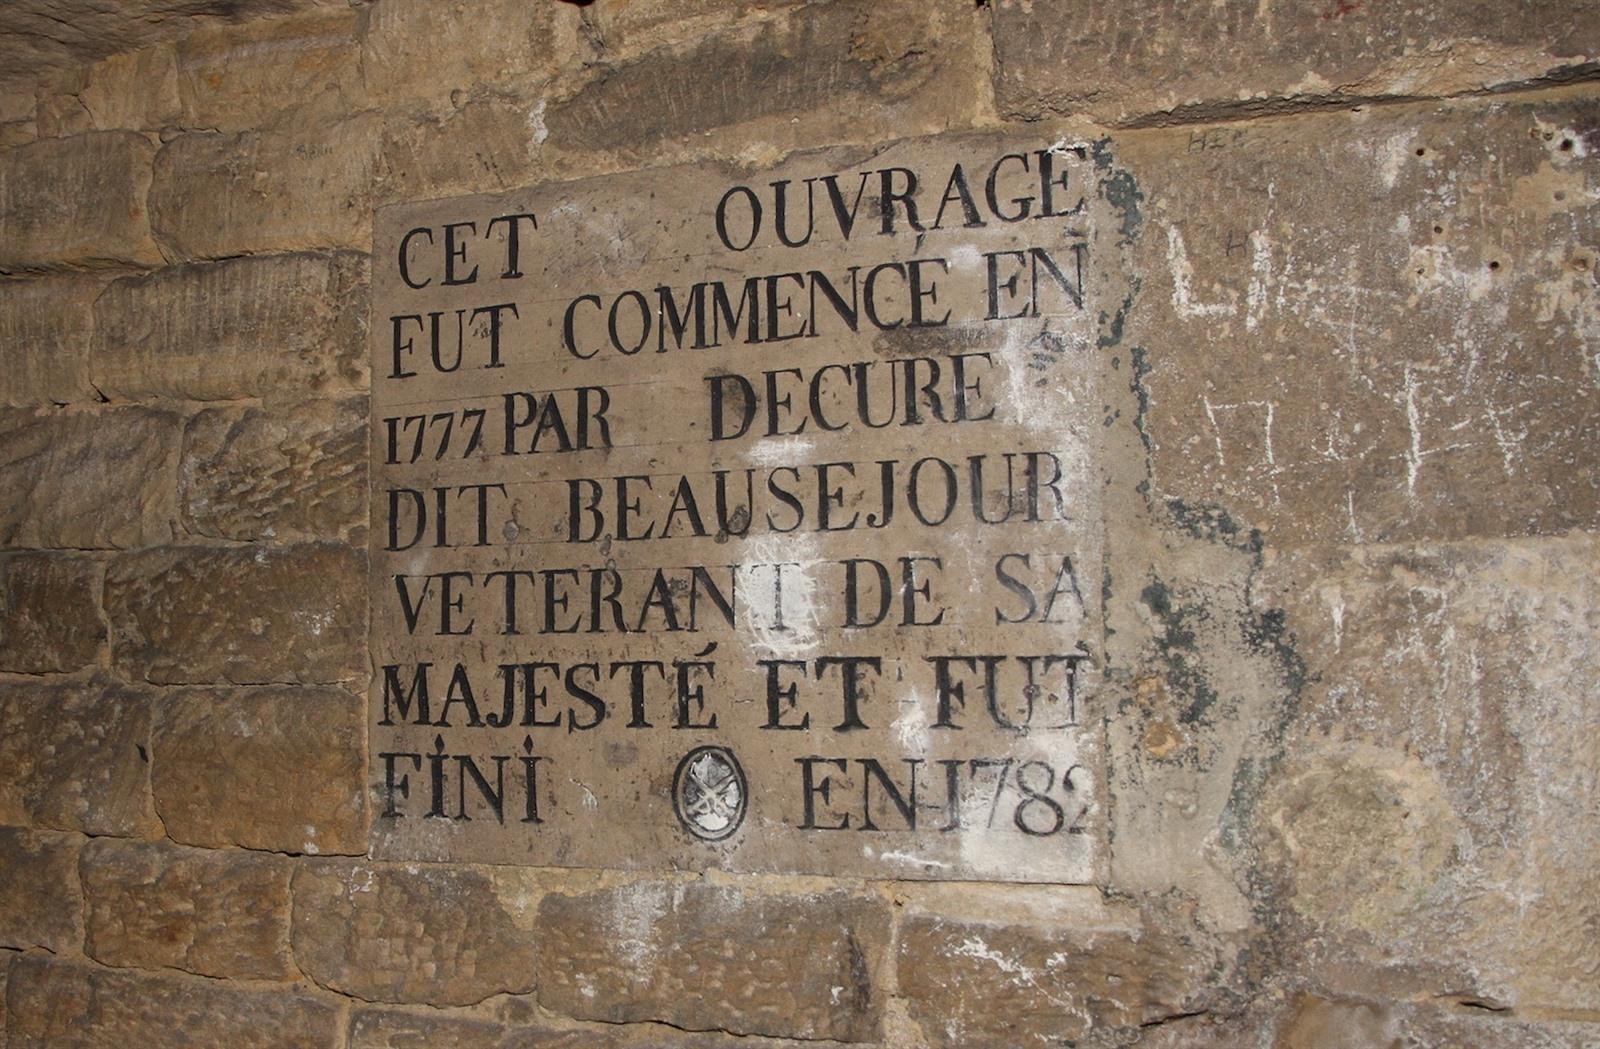 CET OUVRAGE
FUT COMMENCÉ EN
1777 PAR DECURE
DIT BEAUSEJOUR
VETERANT DE SA
MAJESTÉ ET FUT
FINI EN 1782